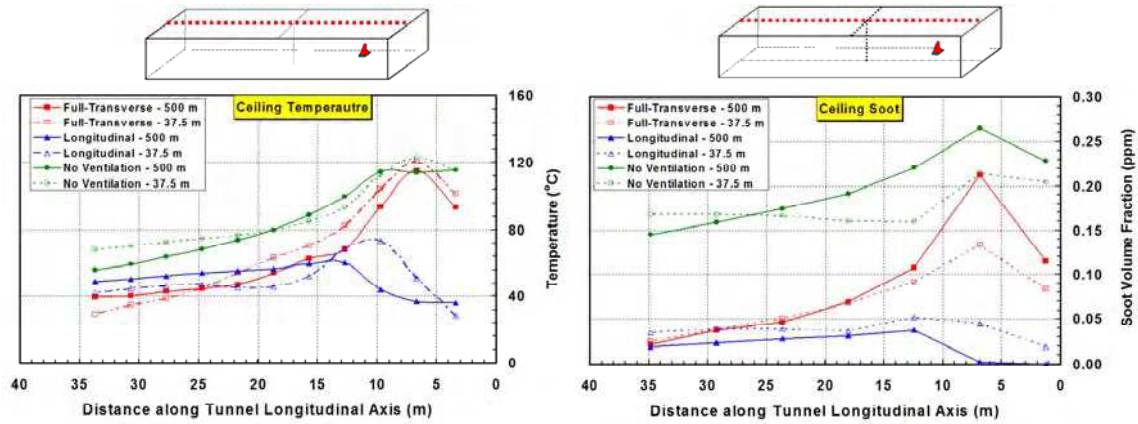 Ceiling Temperautre
Full-Transverse - 500 m
Full-Transverse - 37.5 m
Longitudinal - 500 m
Longitudinal - 37.5 m
No Ventilation - 500 m
No Ventilation - 37.5 m
160
120
80
40
0
Temperature (°C)
40 35 30 25 20 15 10 5 0
Distance along Tunnel Longitudinal Axis (m)
Ceiling Soot
Full-Transverse - 500 m
Full-Transverse - 37.5 m
Longitudinal - 500 m
Longitudinal - 37.5 m
No Ventilation - 500 m
No Ventilation - 37.5 m
0.30
0.25
0.20
0.15
0.10
0.05
0.00
Soot Volume Fraction (ppm)
40 35 30 25 20 15 10 5 0
Distance along Tunnel Longitudinal Axis (m)